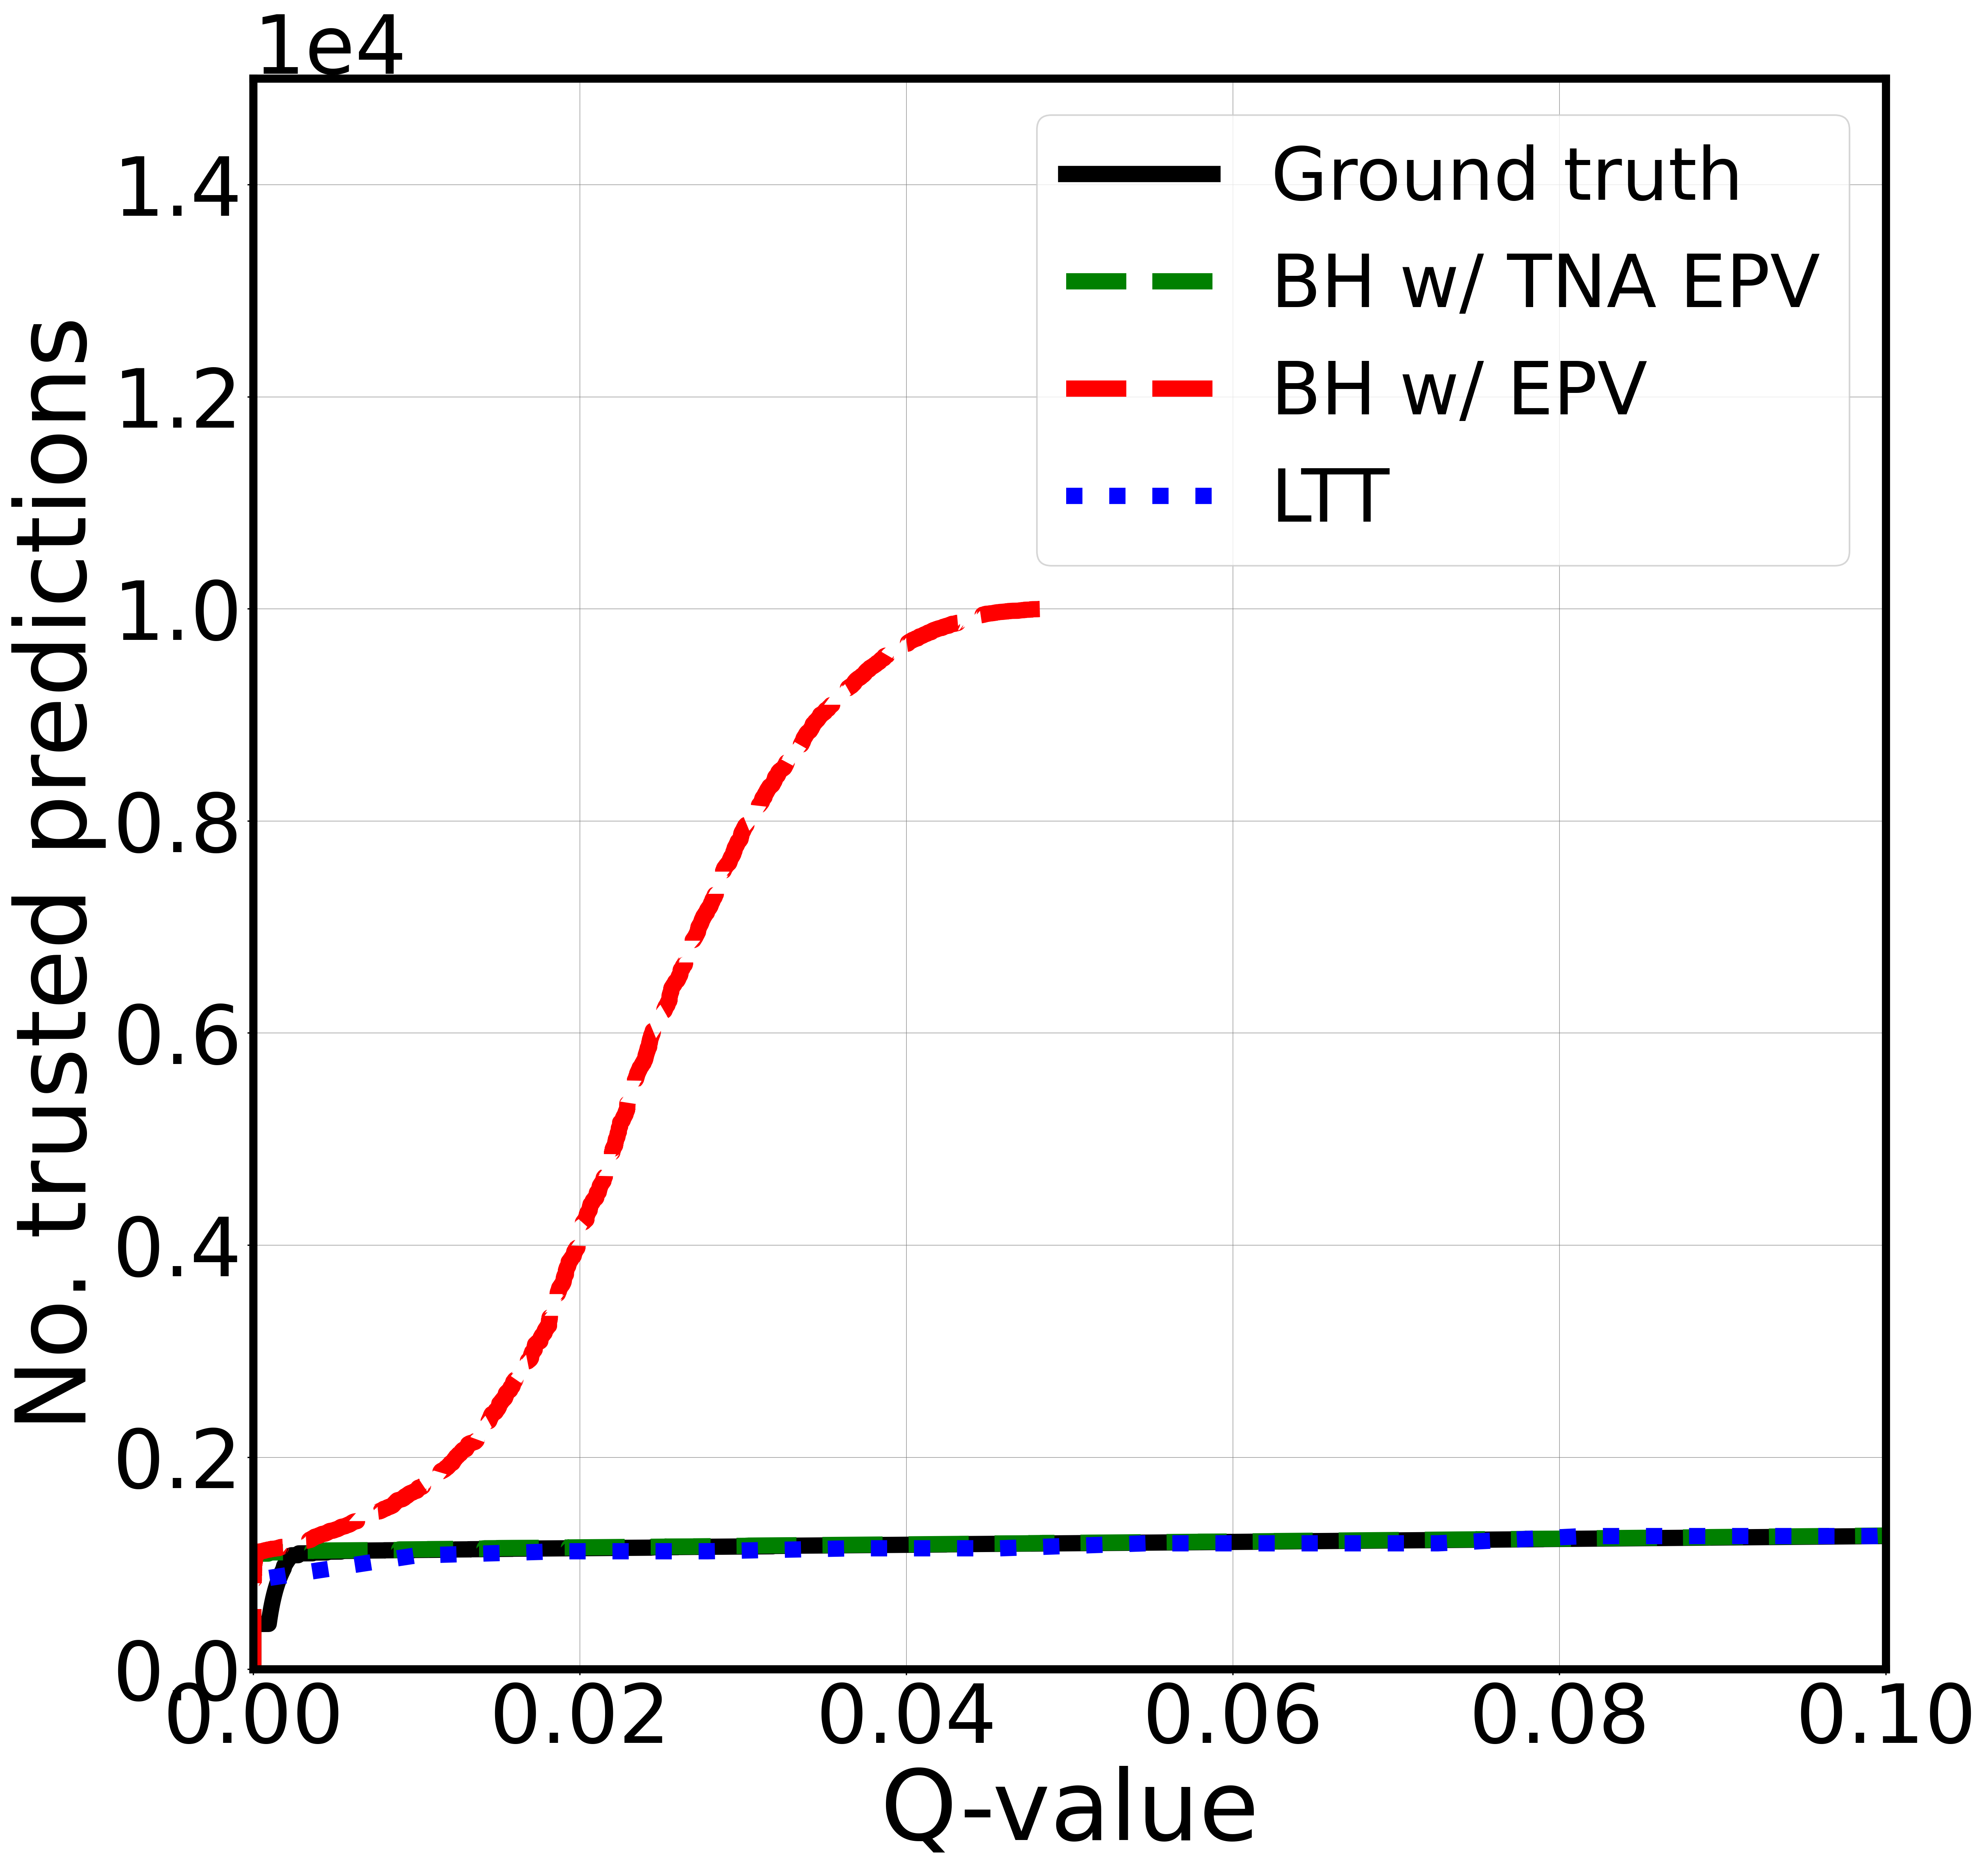 1e4
No. trusted predictions
1.4
1.2
1.0
0.8
0.6
0.4
0.2
0.0
Ground truth
BH w/ TNA EPV
BH w/ EPV
LTT
0.00 0.02 0.04 0.06 0.08 0.10
Q-value